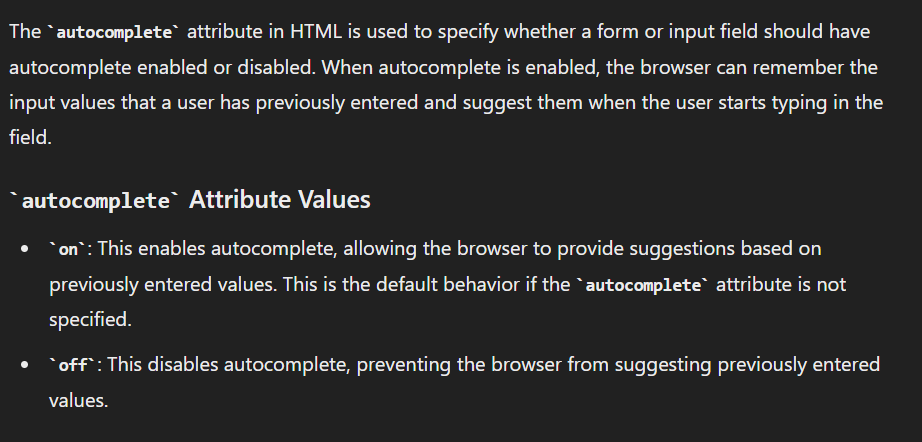 The `autocomplete` attribute in HTML is used to specify whether a form or input field should have
autocomplete enabled or disabled. When autocomplete is enabled, the browser can remember the
input values that a user has previously entered and suggest them when the user starts typing in the
field.
`autocomplete` Attribute Values
• `on`: This enables autocomplete, allowing the browser to provide suggestions based on
previously entered values. This is the default behavior if the `autocomplete` attribute is not
specified.
• `off`: This disables autocomplete, preventing the browser from suggesting previously entered
values.